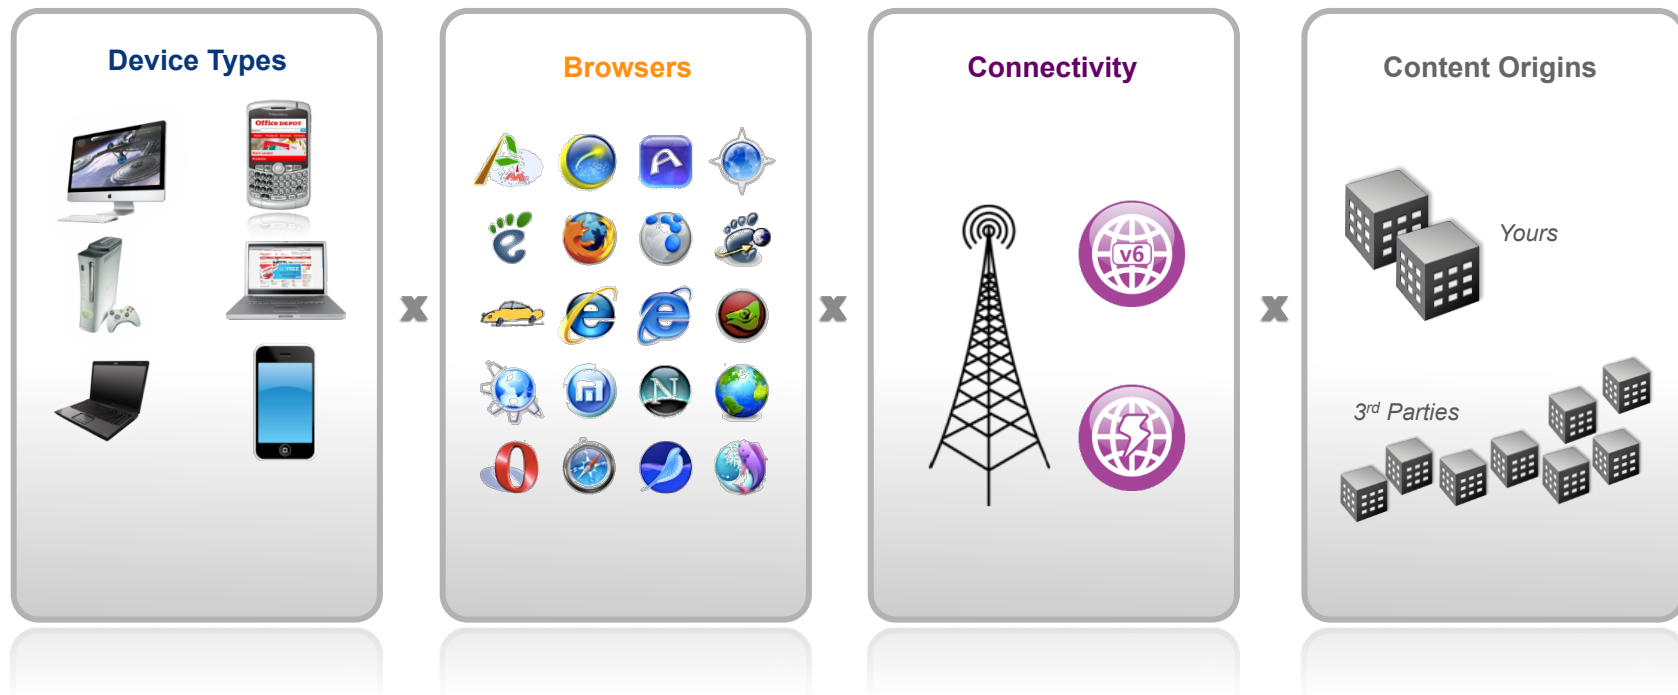 Device Types
Browsers
Connectivity
Content Origins
Office DEPOT
x
x
x
v6
N
Yours
3rd Parties